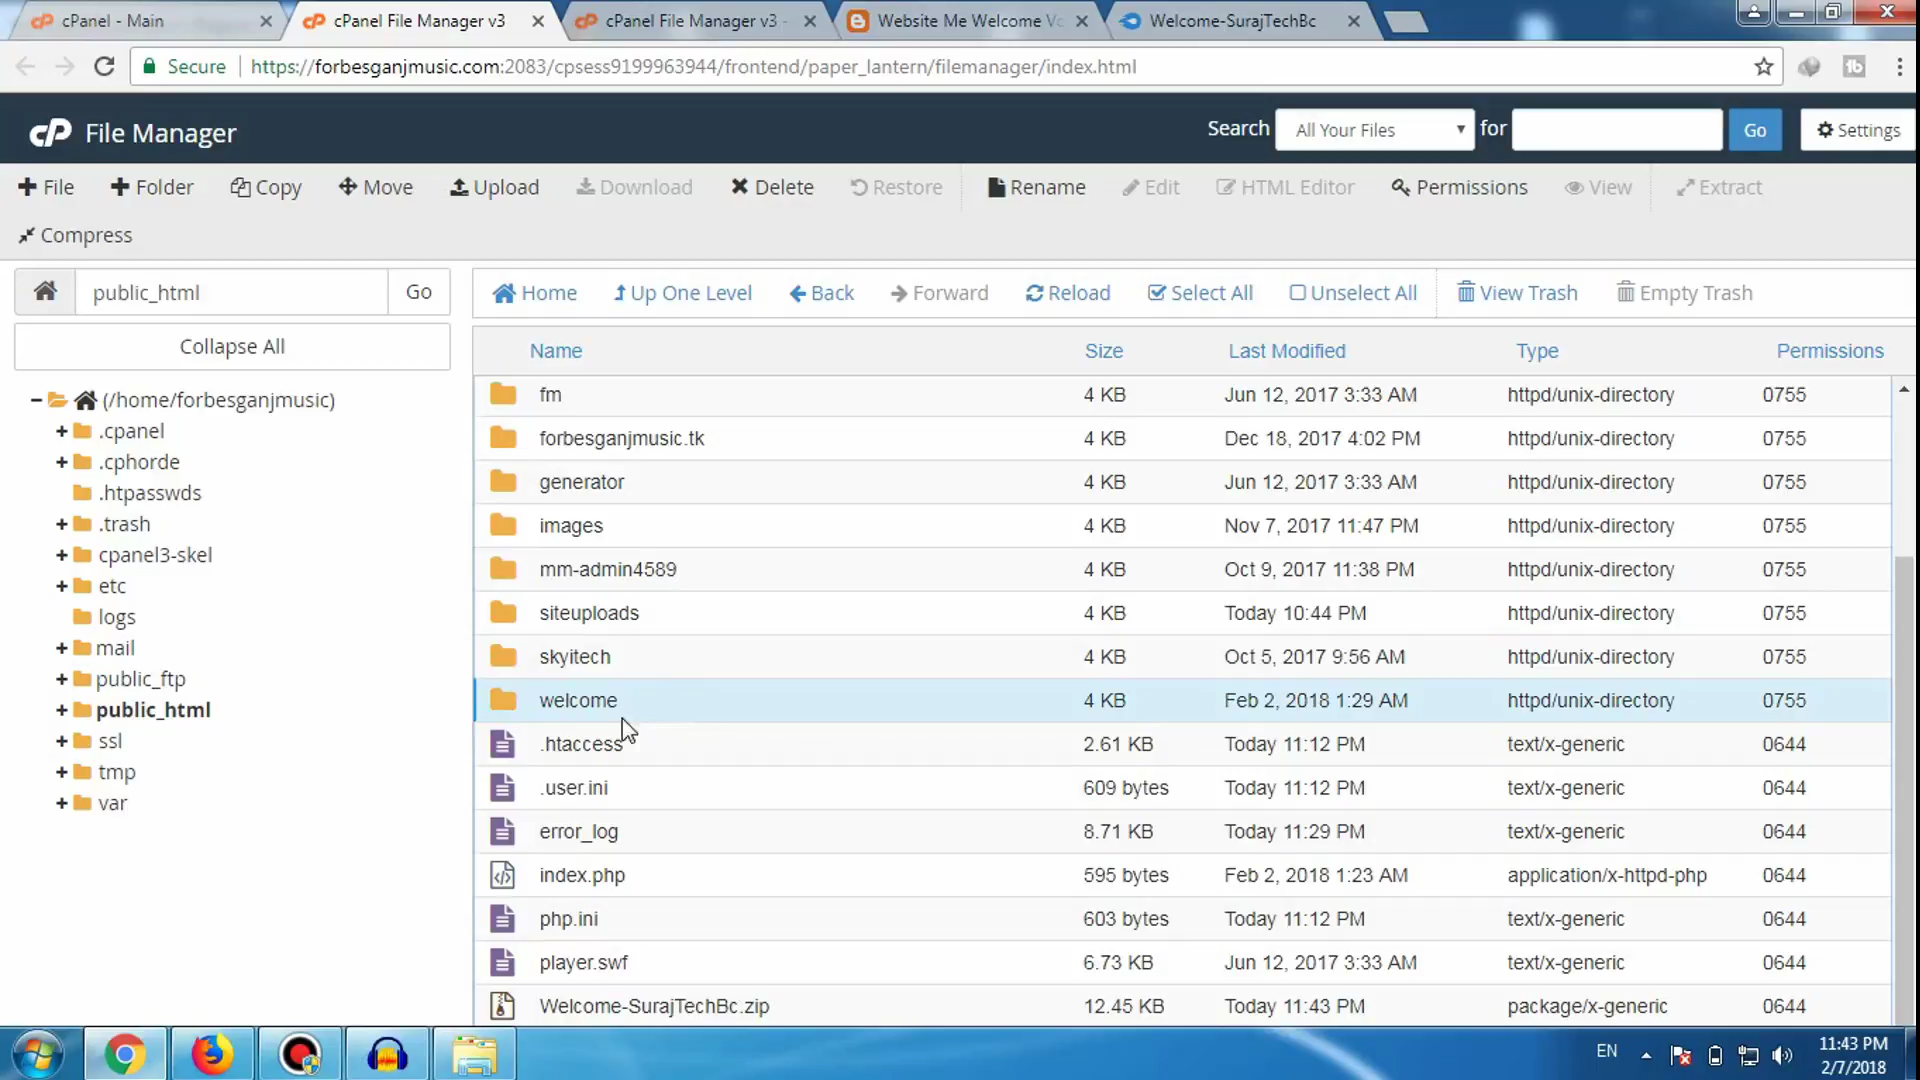 cPanel - Main
cPanel File Manager v3
cPanel File Manager v3 -
Website Me Welcome Vo
Welcome-SurajTechBc
Secure
https://forbesganjmusic.com:2083/cpsess9199963944/frontend/paper_lantern/filemanager/index.html
cP File Manager
Search All Your Files for Go Settings
File Folder Copy Move Upload Download Delete Restore Rename Edit HTML Editor Permissions View Extract
Compress
public_html Go
Home Up One Level Back Forward Reload Select All Unselect All View Trash Empty Trash
Collapse All
(/home/forbesganjmusic)
.cpanel
.cphorde
.htpasswds
.trash
cpanel3-skel
etc
logs
mail
public_ftp
public_html
ssl
tmp
var
Name Size Last Modified Type Permissions
fm 4 KB Jun 12, 2017 3:33 AM httpd/unix-directory 0755
forbesganjmusic.tk 4 KB Dec 18, 2017 4:02 PM httpd/unix-directory 0755
generator 4 KB Jun 12, 2017 3:33 AM httpd/unix-directory 0755
images 4 KB Nov 7, 2017 11:47 PM httpd/unix-directory 0755
mm-admin4589 4 KB Oct 9, 2017 11:38 PM httpd/unix-directory 0755
siteuploads 4 KB Today 10:44 PM httpd/unix-directory 0755
skyitech 4 KB Oct 5, 2017 9:56 AM httpd/unix-directory 0755
welcome 4 KB Feb 2, 2018 1:29 AM httpd/unix-directory 0755
.htaccess 2.61 KB Today 11:12 PM text/x-generic 0644
.user.ini 609 bytes Today 11:12 PM text/x-generic 0644
error_log 8.71 KB Today 11:29 PM text/x-generic 0644
index.php 595 bytes Feb 2, 2018 1:23 AM application/x-httpd-php 0644
php.ini 603 bytes Today 11:12 PM text/x-generic 0644
player.swf 6.73 KB Jun 12, 2017 3:33 AM text/x-generic 0644
Welcome-SurajTechBc.zip 12.45 KB Today 11:43 PM package/x-generic 0644
EN
11:43 PM
2/7/2018